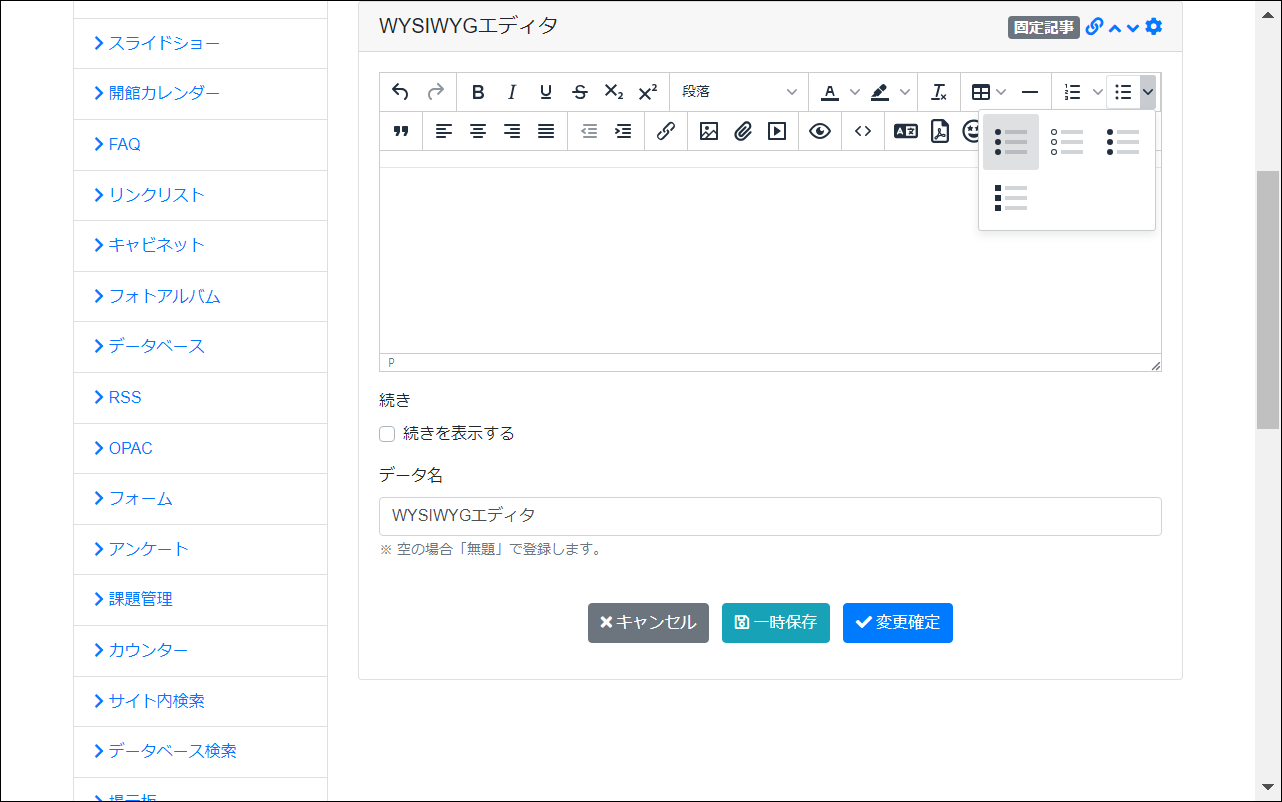 スライドショー
開館カレンダー
FAQ
リンクリスト
キャビネット
フォトアルバム
データベース
RSS
OPAC
フォーム
アンケート
課題管理
カウンター
サイト内検索
データベース検索
掲示板
WYSIWYGエディタ
固定記事
段落
P
続き
続きを表示する
データ名
WYSIWYGエディタ
※ 空の場合「無題」で登録します。
キャンセル
一時保存
変更確定